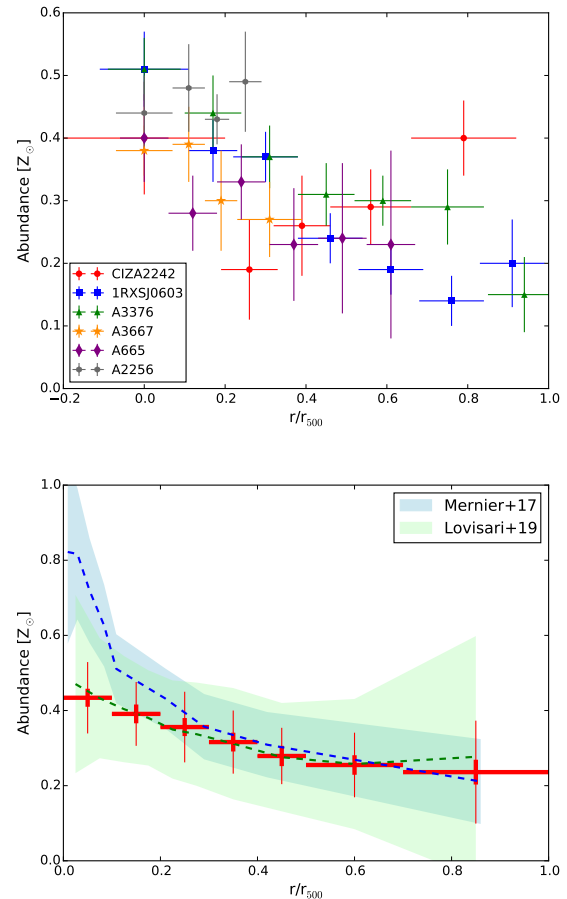 0.6
0.5
0.4
0.3
0.2
0.1
0.0
Abundance [Z⊙]
CIZA2242
1RXSJ0603
A3376
A3667
A665
A2256
−0.2 0.0 0.2 0.4 0.6 0.8 1.0
r/r500
1.0
0.8
0.6
0.4
0.2
0.0
Abundance [Z⊙]
Mernier+17
Lovisari+19
0.0 0.2 0.4 0.6 0.8 1.0
r/r500